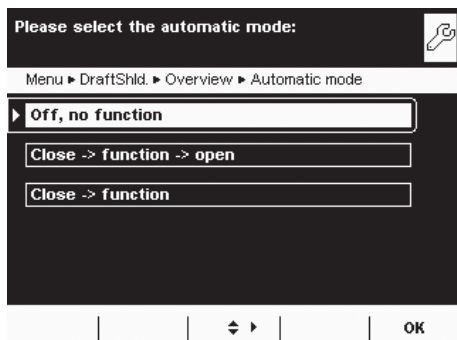 Please select the automatic mode:
Menu ▸ DraftShld. ▸ Overview ▸ Automatic mode
Off, no function
Close -> function -> open
Close -> function
OK